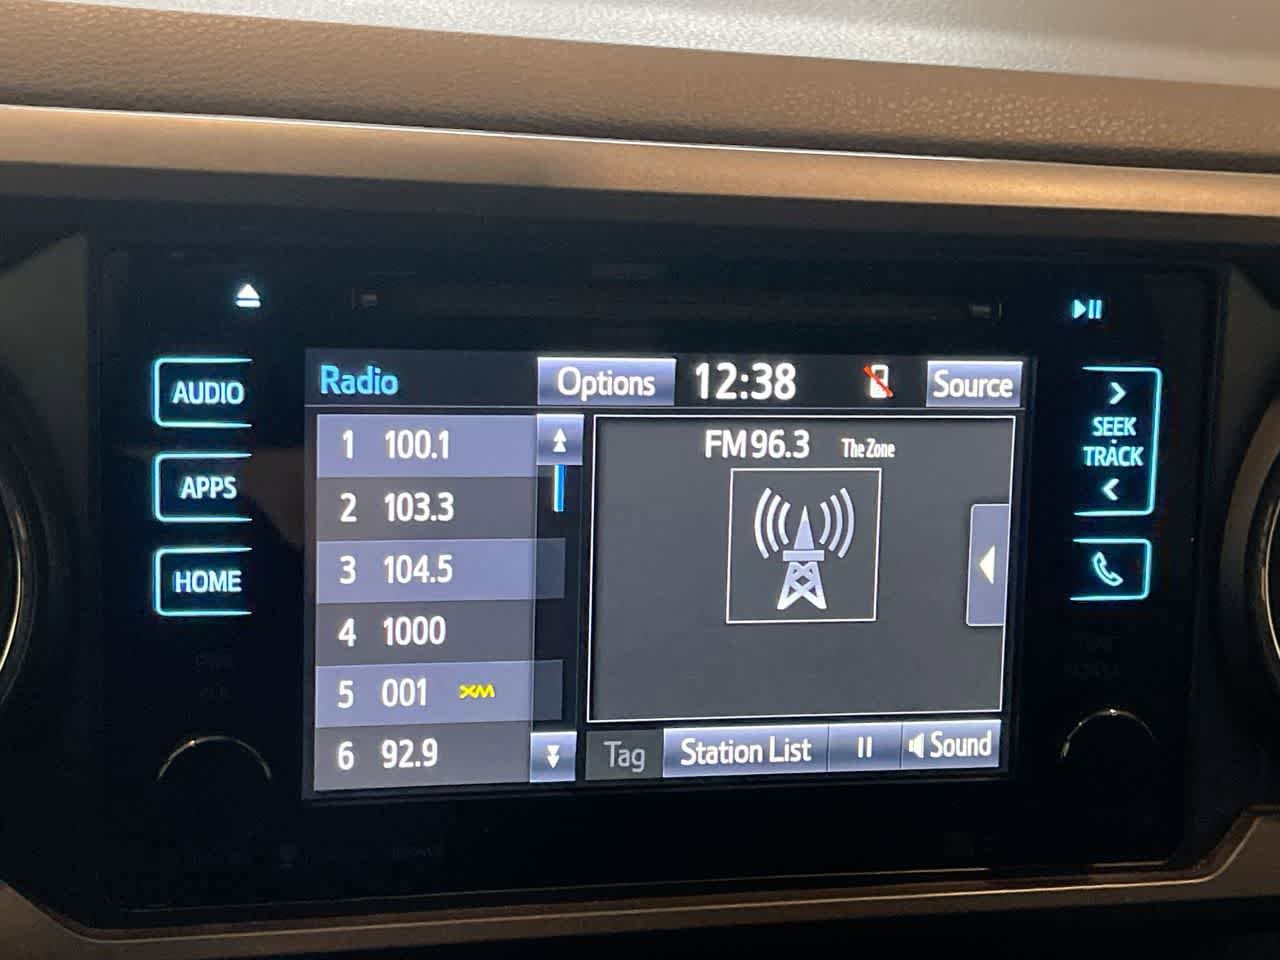 AUDIO
APPS
HOME
Radio
Options
12:38
Source
1 100.1
2 103.3
3 104.5
4 1000
5 001 XM
6 92.9
FM 96.3 The Zone
Tag
Station List
Sound
SEEK
TRACK